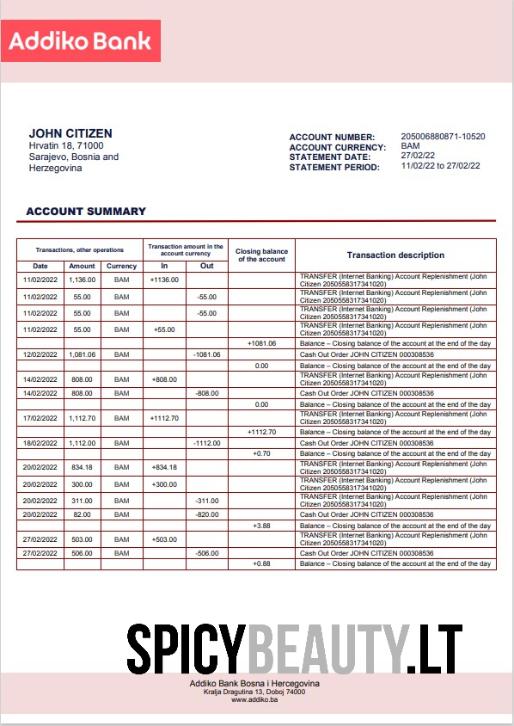 Addiko Bank
JOHN CITIZEN
Hrvatin 18, 71000
Sarajevo, Bosnia and
Herzegovina
ACCOUNT NUMBER: 205006880871-10520
ACCOUNT CURRENCY: BAM
STATEMENT DATE: 27/02/22
STATEMENT PERIOD: 11/02/22 to 27/02/22
ACCOUNT SUMMARY
Transactions, other operations
Transaction amount in the
account currency
Closing balance
of the account
Transaction description
Date Amount Currency In Out
11/02/2022 1,136.00 BAM +1136.00 TRANSFER (Internet Banking) Account Replenishment (John
Citizen 2050558317341020)
11/02/2022 55.00 BAM -55.00 TRANSFER (Internet Banking) Account Replenishment (John
Citizen 2050558317341020)
11/02/2022 55.00 BAM -55.00 TRANSFER (Internet Banking) Account Replenishment (John
Citizen 2050558317341020)
11/02/2022 55.00 BAM +55.00 TRANSFER (Internet Banking) Account Replenishment (John
Citizen 2050558317341020)
+1081.06 Balance – Closing balance of the account at the end of the day
12/02/2022 1,081.06 BAM -1081.06 Cash Out Order JOHN CITIZEN 000308536
0.00 Balance – Closing balance of the account at the end of the day
14/02/2022 808.00 BAM +808.00 TRANSFER (Internet Banking) Account Replenishment (John
Citizen 2050558317341020)
14/02/2022 808.00 BAM -808.00 Cash Out Order JOHN CITIZEN 000308536
0.00 Balance – Closing balance of the account at the end of the day
17/02/2022 1,112.70 BAM +1112.70 TRANSFER (Internet Banking) Account Replenishment (John
Citizen 2050558317341020)
+1112.70 Balance – Closing balance of the account at the end of the day
18/02/2022 1,112.00 BAM -1112.00 Cash Out Order JOHN CITIZEN 000308536
+0.70 Balance – Closing balance of the account at the end of the day
20/02/2022 834.18 BAM +834.18 TRANSFER (Internet Banking) Account Replenishment (John
Citizen 2050558317341020)
20/02/2022 300.00 BAM +300.00 TRANSFER (Internet Banking) Account Replenishment (John
Citizen 2050558317341020)
20/02/2022 311.00 BAM -311.00 TRANSFER (Internet Banking) Account Replenishment (John
Citizen 2050558317341020)
20/02/2022 82.00 BAM -820.00 Cash Out Order JOHN CITIZEN 000308536
+3.88 Balance – Closing balance of the account at the end of the day
27/02/2022 503.00 BAM +503.00 TRANSFER (Internet Banking) Account Replenishment (John
Citizen 2050558317341020)
27/02/2022 506.00 BAM -506.00 Cash Out Order JOHN CITIZEN 000308536
+0.88 Balance – Closing balance of the account at the end of the day
SPICYBEAUTY.LT
Addiko Bank Bosna i Hercegovina
Kralja Dragutina 13, Doboj 74000
www.addiko.ba